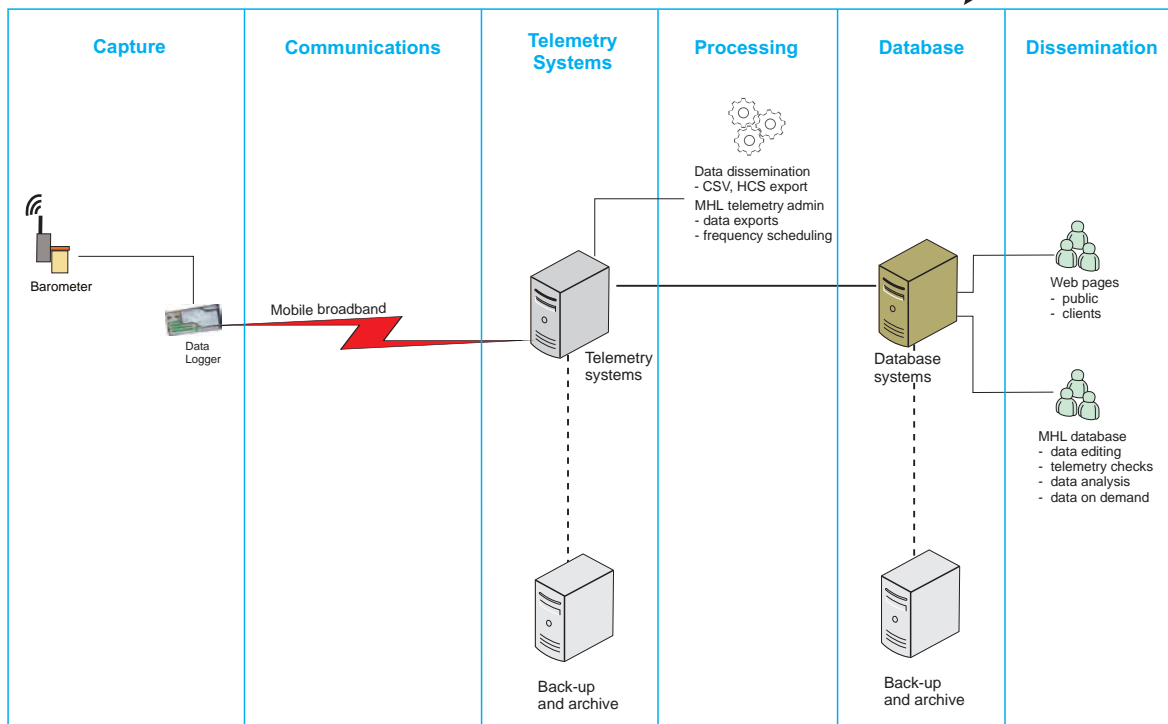 Capture
Communications
Telemetry
Systems
Processing
Database
Dissemination
Barometer
Data
Logger
Mobile broadband
Telemetry
systems
Back-up
and archive
Data dissemination
- CSV, HCS export
MHL telemetry admin
- data exports
- frequency scheduling
Database
systems
Back-up
and archive
Web pages
- public
- clients
MHL database
- data editing
- telemetry checks
- data analysis
- data on demand